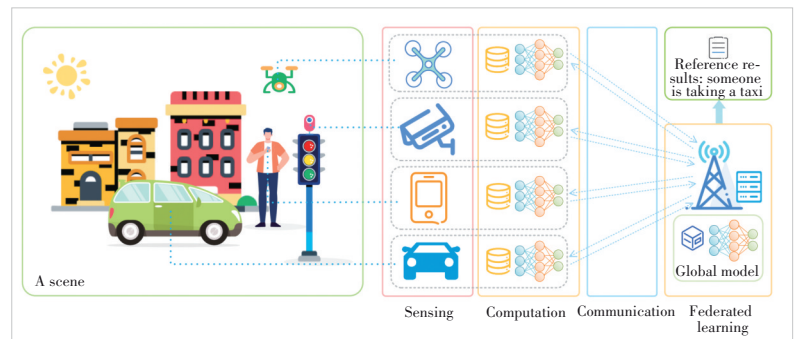 Reference re-
sults: someone
is taking a taxi
Global model
A scene
Sensing
Computation
Communication
Federated
learning